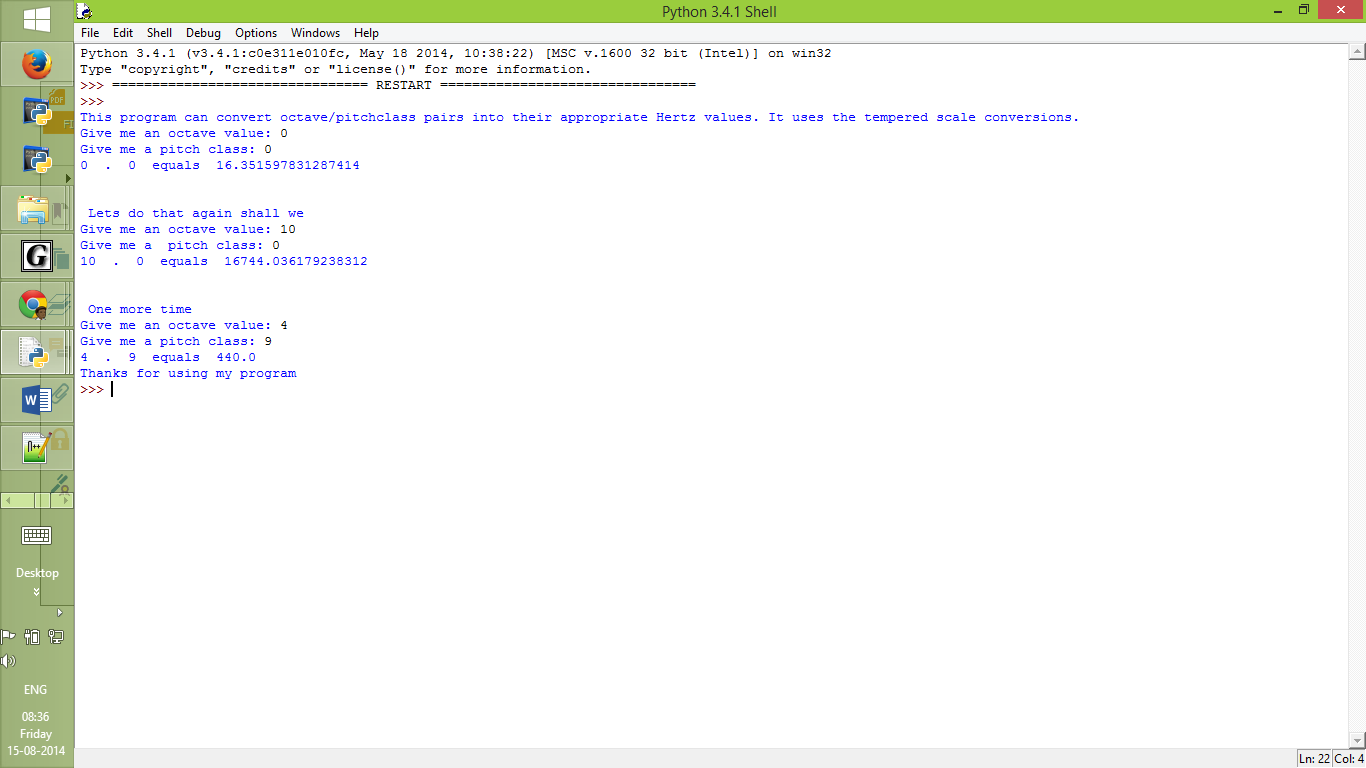 Python 3.4.1 Shell
File Edit Shell Debug Options Windows Help
Python 3.4.1 (v3.4.1:c0e311e010fc, May 18 2014, 10:38:22) [MSC v.1600 32 bit (Intel)] on win32
Type "copyright", "credits" or "license()" for more information.
>>> ================================ RESTART ================================
>>>
This program can convert octave/pitchclass pairs into their appropriate Hertz values. It uses the tempered scale conversions.
Give me an octave value: 0
Give me a pitch class: 0
0  .  0  equals  16.351597831287414
 Lets do that again shall we
Give me an octave value: 10
Give me a  pitch class: 0
10  .  0  equals  16744.036179238312
 One more time
Give me an octave value: 4
Give me a pitch class: 9
4  .  9  equals  440.0
Thanks for using my program
>>>
PDF
G
W
Desktop
ENG
08:36
Friday
15-08-2014
Ln: 22 Col: 4